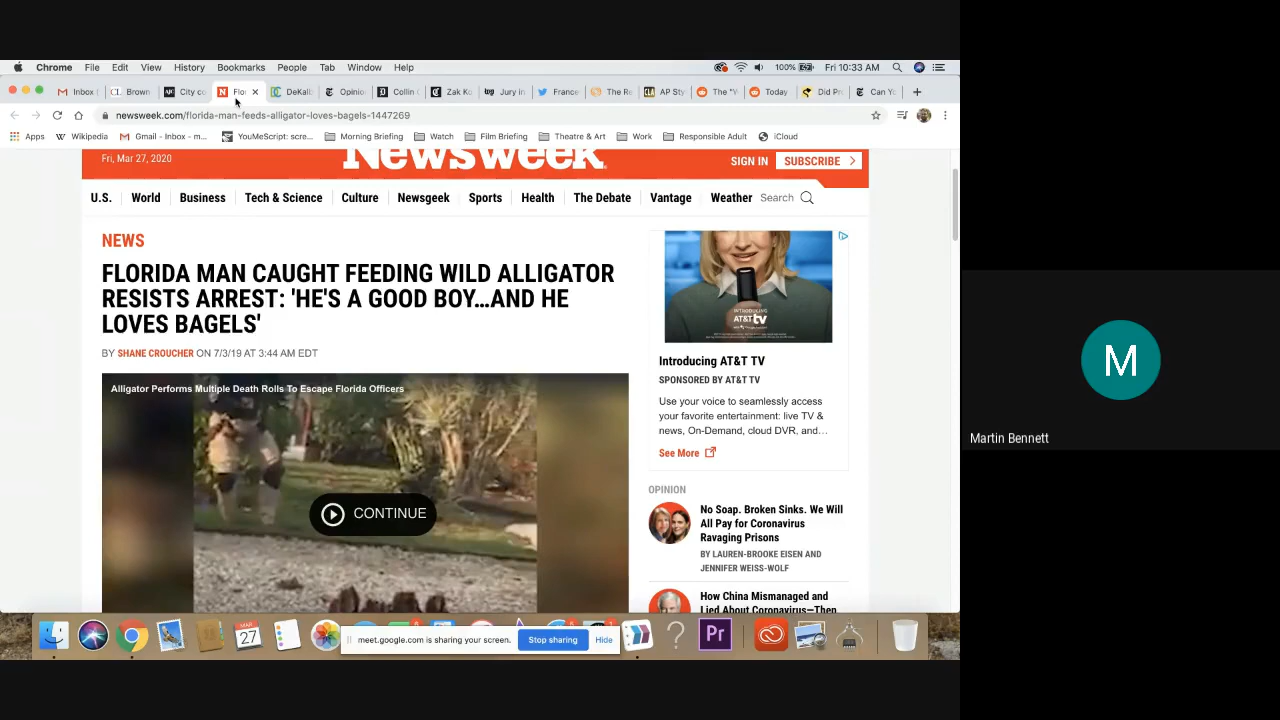 Chrome File Edit View History Bookmarks People Tab Window Help 100% Fri 10:33 AM
Inbox ( Brown City co Flor DeKalb Opinio Collin ( Zak Ko Jury in France The Re AP Sty The "V Today Did Pr Can Yo
newsweek.com/florida-man-feeds-alligator-loves-bagels-1447269
Apps Wikipedia Gmail - Inbox - m... YouMeScript: scre... Morning Briefing Watch Film Briefing Theatre & Art Work Responsible Adult iCloud
Fri, Mar 27, 2020
Newsweek
SIGN IN SUBSCRIBE
U.S. World Business Tech & Science Culture Newsgeek Sports Health The Debate Vantage Weather Search
NEWS
FLORIDA MAN CAUGHT FEEDING WILD ALLIGATOR
RESISTS ARREST: 'HE'S A GOOD BOY...AND HE
LOVES BAGELS'
BY SHANE CROUCHER ON 7/3/19 AT 3:44 AM EDT
Alligator Performs Multiple Death Rolls To Escape Florida Officers
CONTINUE
INTRODUCING
AT&T tv
Introducing AT&T TV
SPONSORED BY AT&T TV
Use your voice to seamlessly access
your favorite entertainment: live TV &
news, On-Demand, cloud DVR, and...
See More
OPINION
No Soap. Broken Sinks. We Will
All Pay for Coronavirus
Ravaging Prisons
BY LAUREN-BROOKE EISEN AND
JENNIFER WEISS-WOLF
How China Mismanaged and
Lied About Coronavirus—Then
MAR
27
meet.google.com is sharing your screen. Stop sharing Hide
Pr
M
Martin Bennett